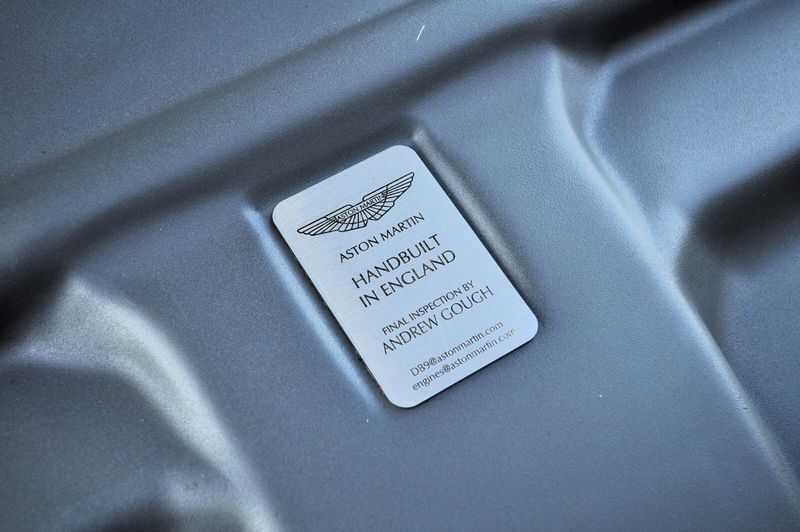 ASTON MARTIN
ASTON MARTIN
HANDBUILT
IN ENGLAND
FINAL INSPECTION BY
ANDREW GOUGH
DB9@astonmartin.com
engines@astonmartin.com